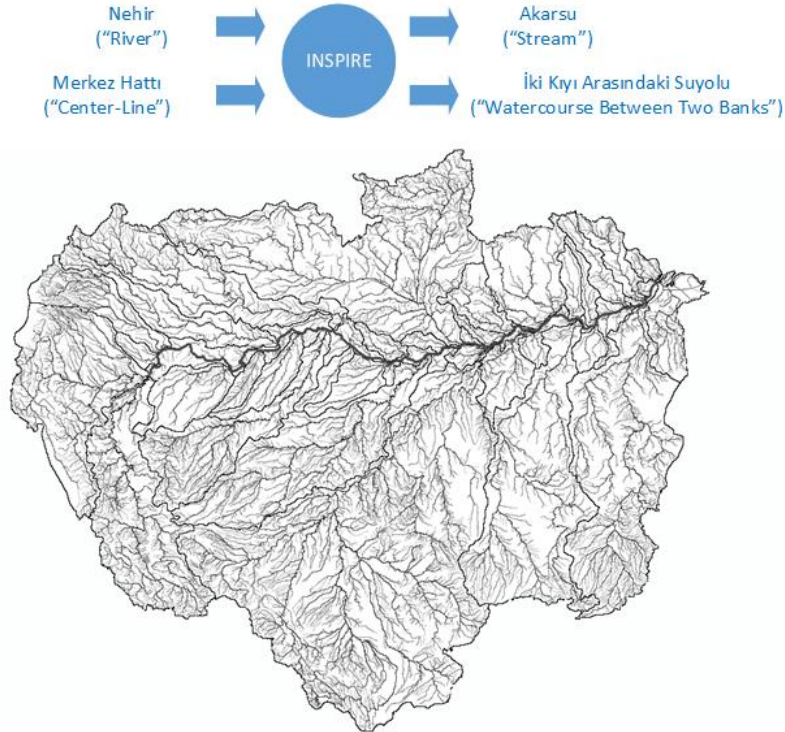 Nehir
("River")
INSPIRE
Akarsu
("Stream")
Merkez Hattı
("Center-Line")
İki Kıyı Arasındaki Suyolu
("Watercourse Between Two Banks")